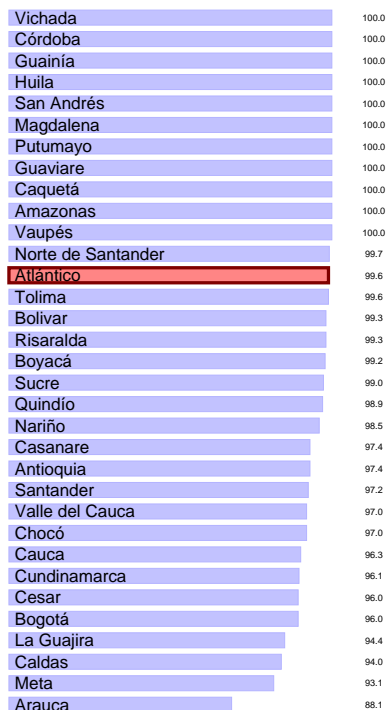 Vichada 100.0
Córdoba 100.0
Guainía 100.0
Huila 100.0
San Andrés 100.0
Magdalena 100.0
Putumayo 100.0
Guaviare 100.0
Caquetá 100.0
Amazonas 100.0
Vaupés 100.0
Norte de Santander 99.7
Atlántico 99.6
Tolima 99.6
Bolivar 99.3
Risaralda 99.3
Boyacá 99.2
Sucre 99.0
Quindío 98.9
Nariño 98.5
Casanare 97.4
Antioquia 97.4
Santander 97.2
Valle del Cauca 97.0
Chocó 97.0
Cauca 96.3
Cundinamarca 96.1
Cesar 96.0
Bogotá 96.0
La Guajira 94.4
Caldas 94.0
Meta 93.1
Arauca 88.1